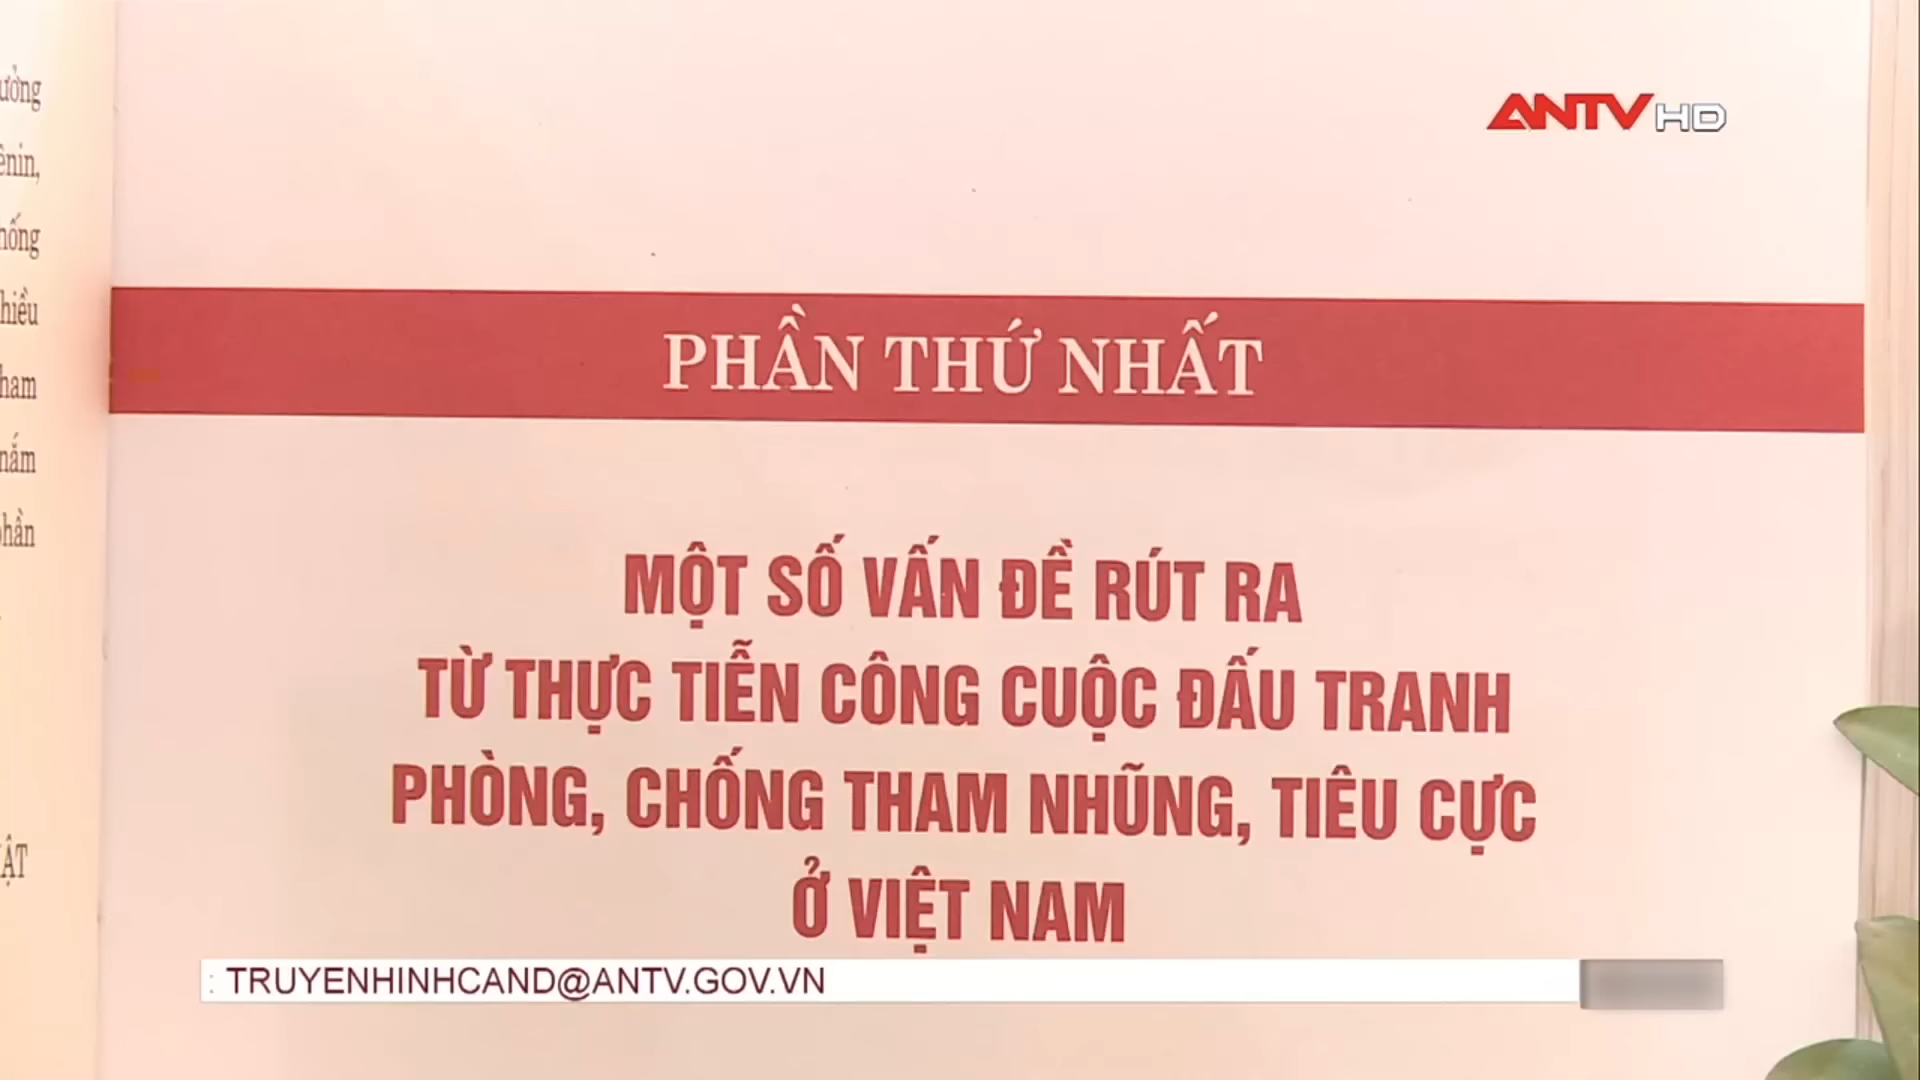 ANTV HD
PHẦN THỨ NHẤT
MỘT SỐ VẤN ĐỀ RÚT RA
TỪ THỰC TIỄN CÔNG CUỘC ĐẤU TRANH
PHÒNG, CHỐNG THAM NHŨNG, TIÊU CỰC
Ở VIỆT NAM
: TRUYENHINHCAND@ANTV.GOV.VN